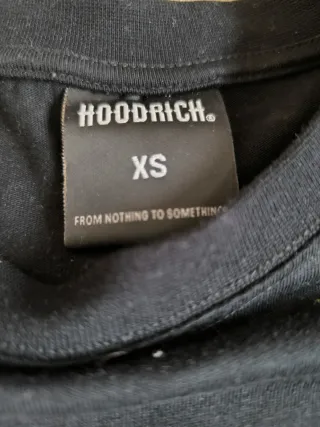 HOODRICH®
XS
FROM NOTHING TO SOMETHING